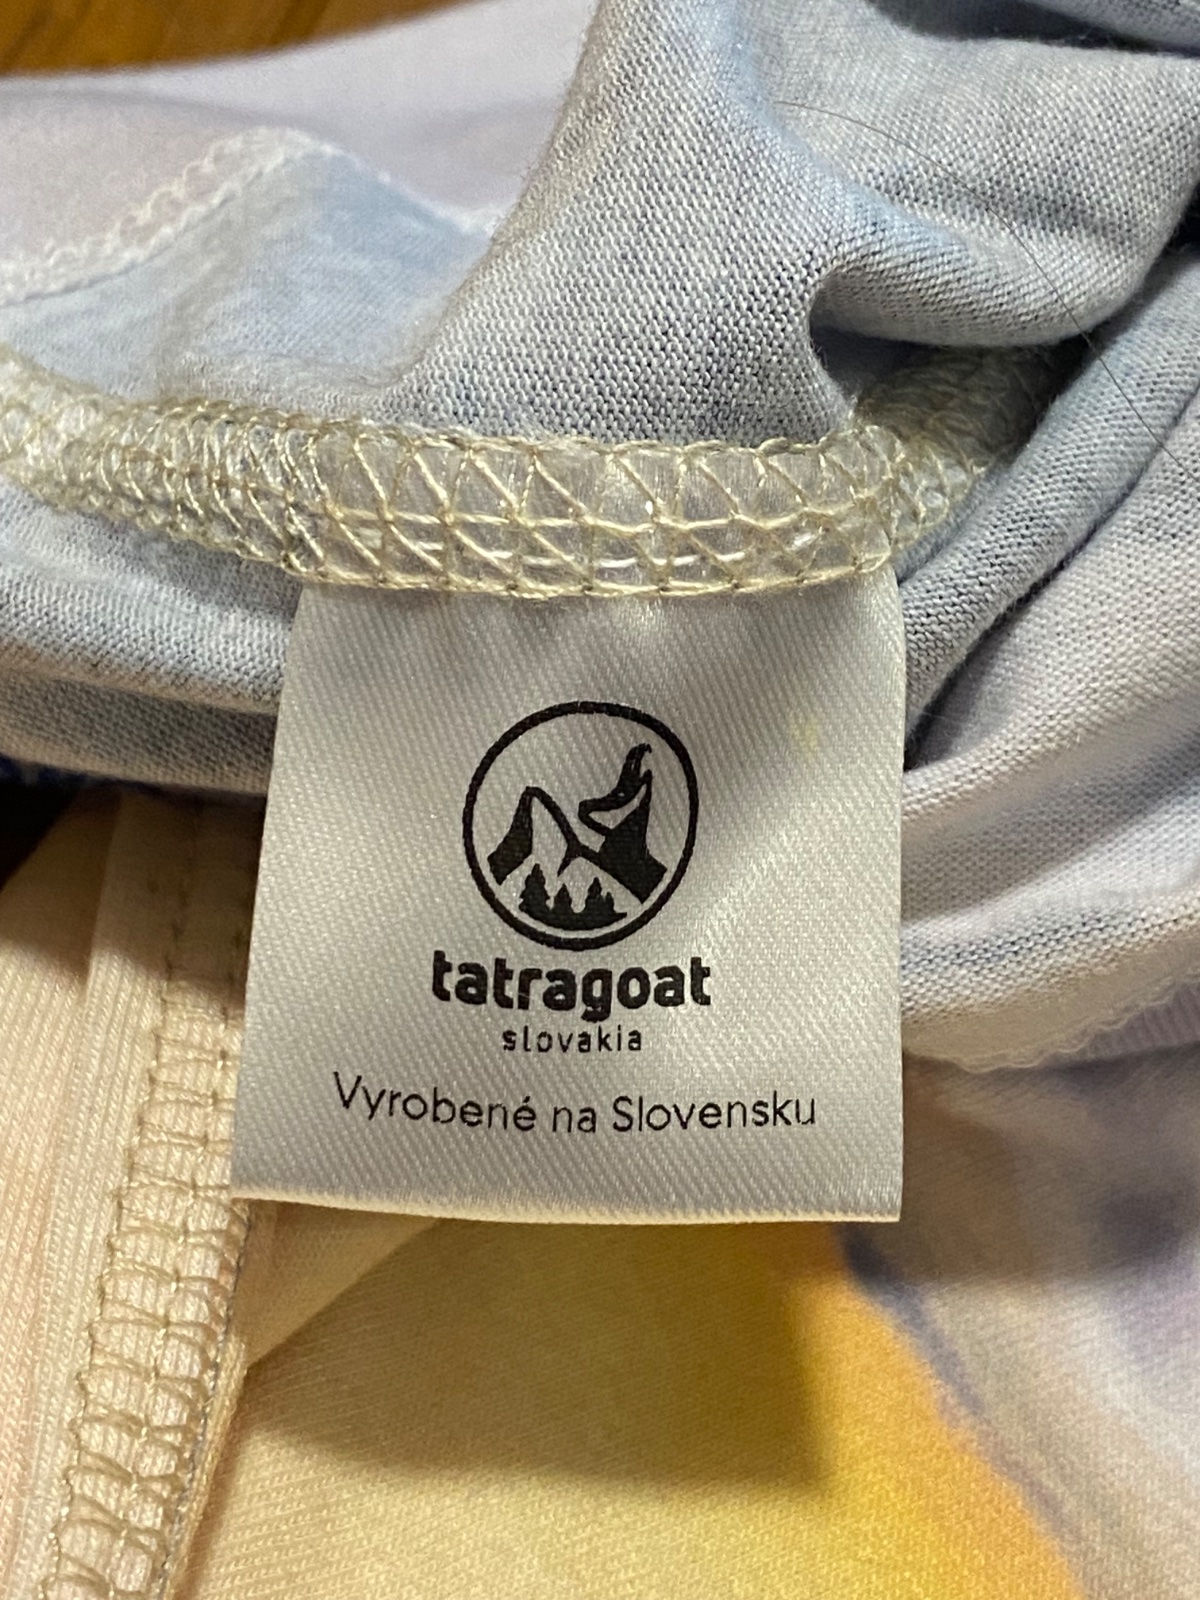 tatragoat
slovakia
Vyrobené na Slovensku